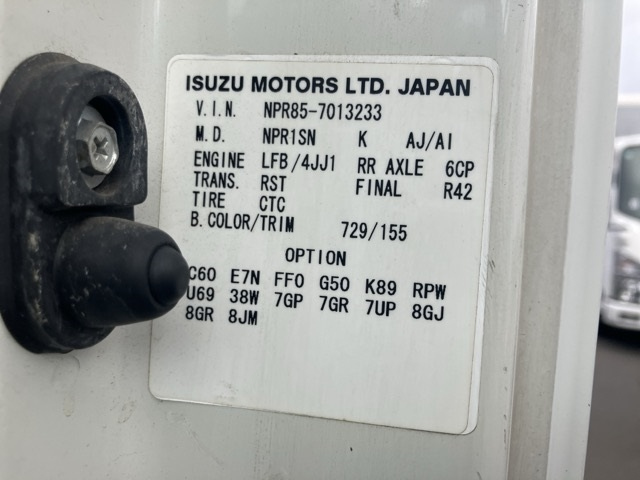 ISUZU MOTORS LTD. JAPAN
V.I.N. NPR85-7013233
M.D. NPR1SN K AJ/AI
ENGINE LFB/4JJ1 RR AXLE 6CP
TRANS. RST FINAL R42
TIRE CTC
B.COLOR/TRIM 729/155
OPTION
C60 E7N FF0 G50 K89 RPW
U69 38W 7GP 7GR 7UP 8GJ
8GR 8JM